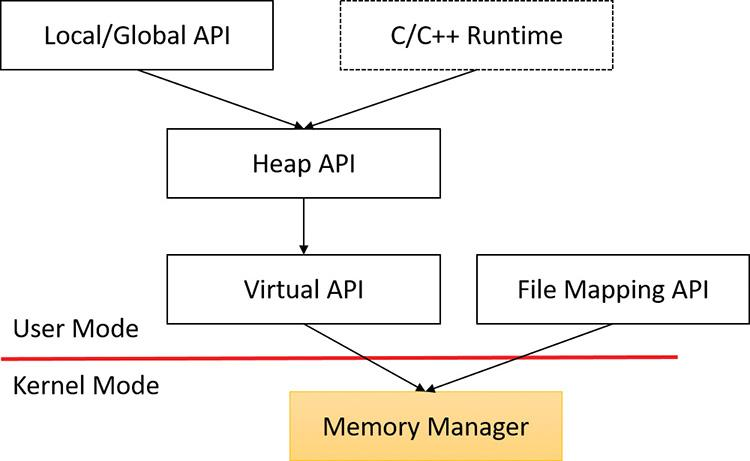 Local/Global API
C/C++ Runtime
Heap API
Virtual API
File Mapping API
User Mode
Kernel Mode
Memory Manager